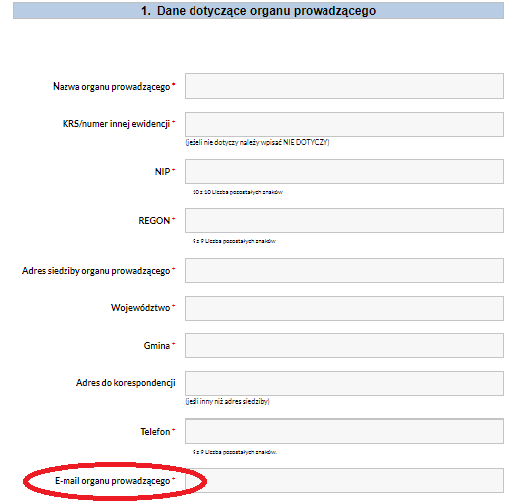 1. Dane dotyczące organu prowadzącego
Nazwa organu prowadzącego *
KRS/numer innej ewidencji *
(jeżeli nie dotyczy należy wpisać NIE DOTYCZY)
NIP *
10 z 10 Liczba pozostałych znaków
REGON *
9 z 9 Liczba pozostałych znaków
Adres siedziby organu prowadzącego *
Województwo *
Gmina *
Adres do korespondencji
(jeśli inny niż adres siedziby)
Telefon *
9 z 9 Liczba pozostałych znaków.
E-mail organu prowadzącego *